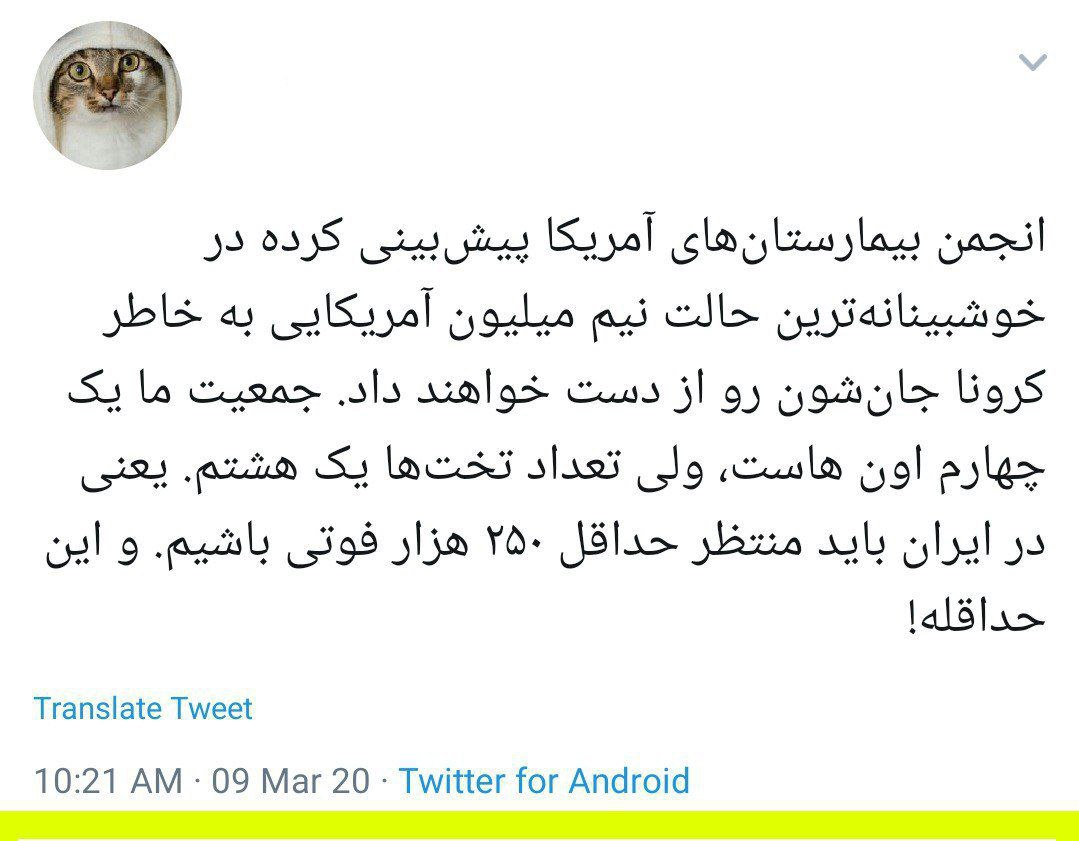 انجمن بیمارستان‌های آمریکا پیش‌بینی کرده در
خوشبینانه‌ترین حالت نیم میلیون آمریکایی به خاطر
کرونا جان‌شون رو از دست خواهند داد. جمعیت ما یک
چهارم اون هاست، ولی تعداد تخت‌ها یک هشتم. یعنی
در ایران باید منتظر حداقل ۲۵۰ هزار فوتی باشیم. و این
حداقله!
Translate Tweet
10:21 AM · 09 Mar 20 · Twitter for Android